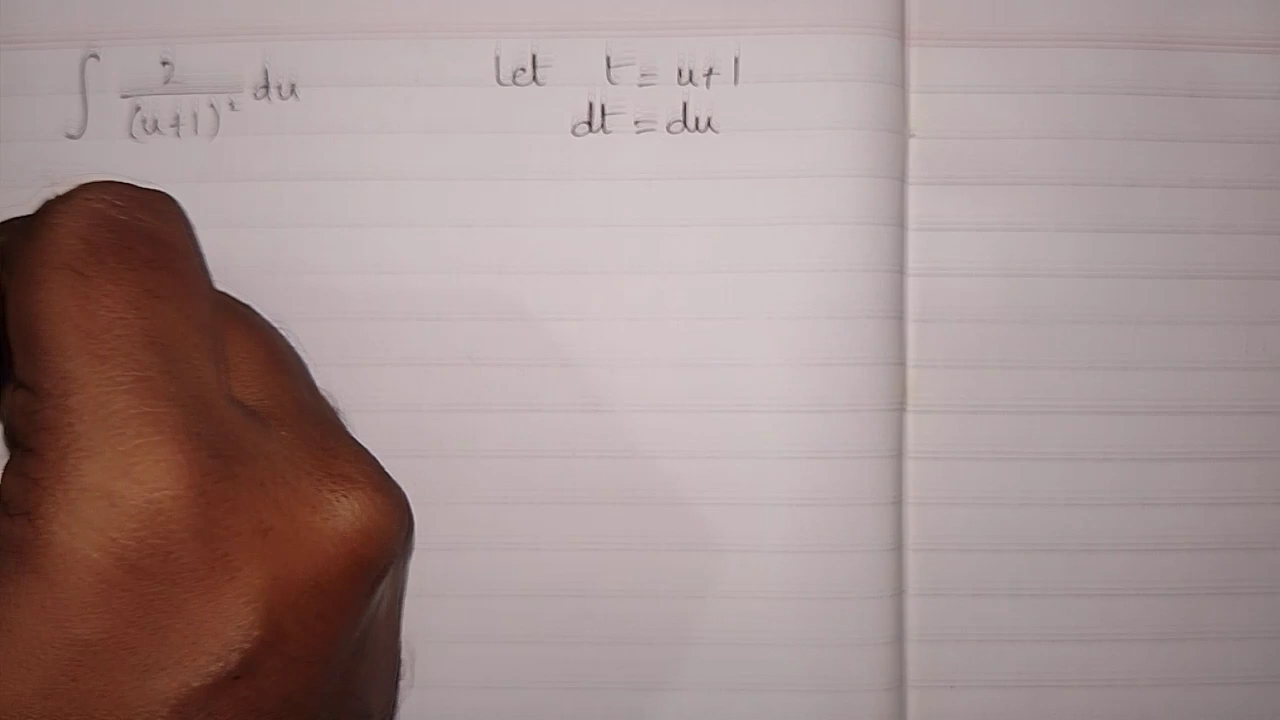 ∫ 2/(u+1)² du
Let t = u+1
dt = du